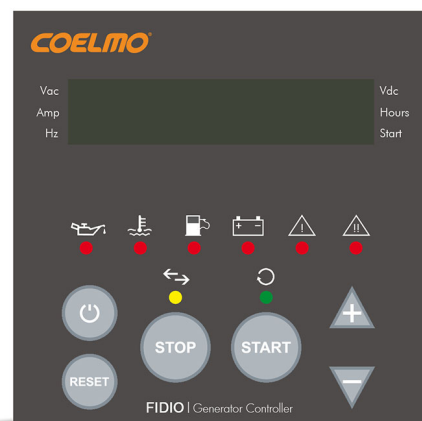 COELMO
Vac Vdc
Amp Hours
Hz Start
+ -
! !!
STOP START +
RESET -
FIDIO | Generator Controller